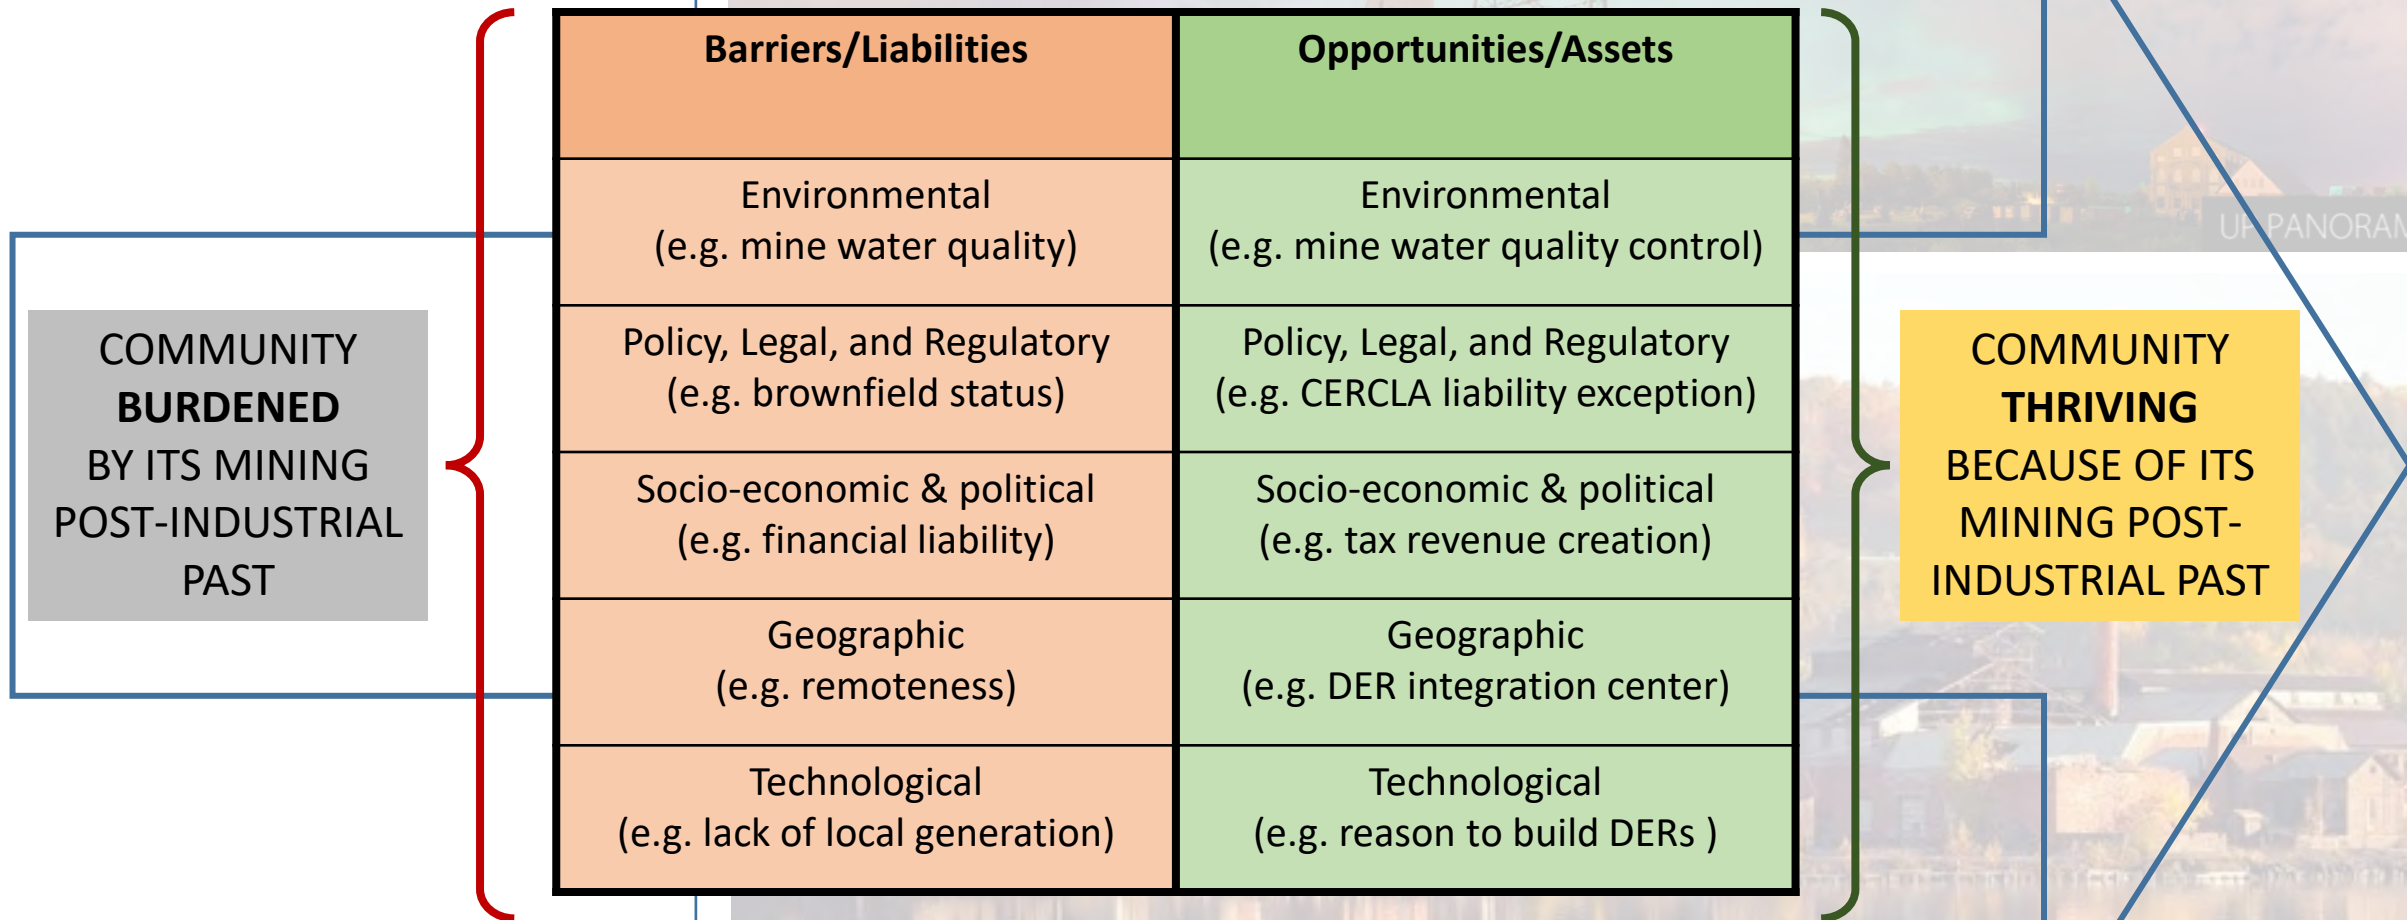 Barriers/Liabilities
Opportunities/Assets
Environmental
(e.g. mine water quality)
Environmental
(e.g. mine water quality control)
Policy, Legal, and Regulatory
(e.g. brownfield status)
Policy, Legal, and Regulatory
(e.g. CERCLA liability exception)
Socio-economic & political
(e.g. financial liability)
Socio-economic & political
(e.g. tax revenue creation)
Geographic
(e.g. remoteness)
Geographic
(e.g. DER integration center)
Technological
(e.g. lack of local generation)
Technological
(e.g. reason to build DERs )
COMMUNITY
BURDENED
BY ITS MINING
POST-INDUSTRIAL
PAST
COMMUNITY
THRIVING
BECAUSE OF ITS
MINING POST-
INDUSTRIAL PAST
UP PANORAM